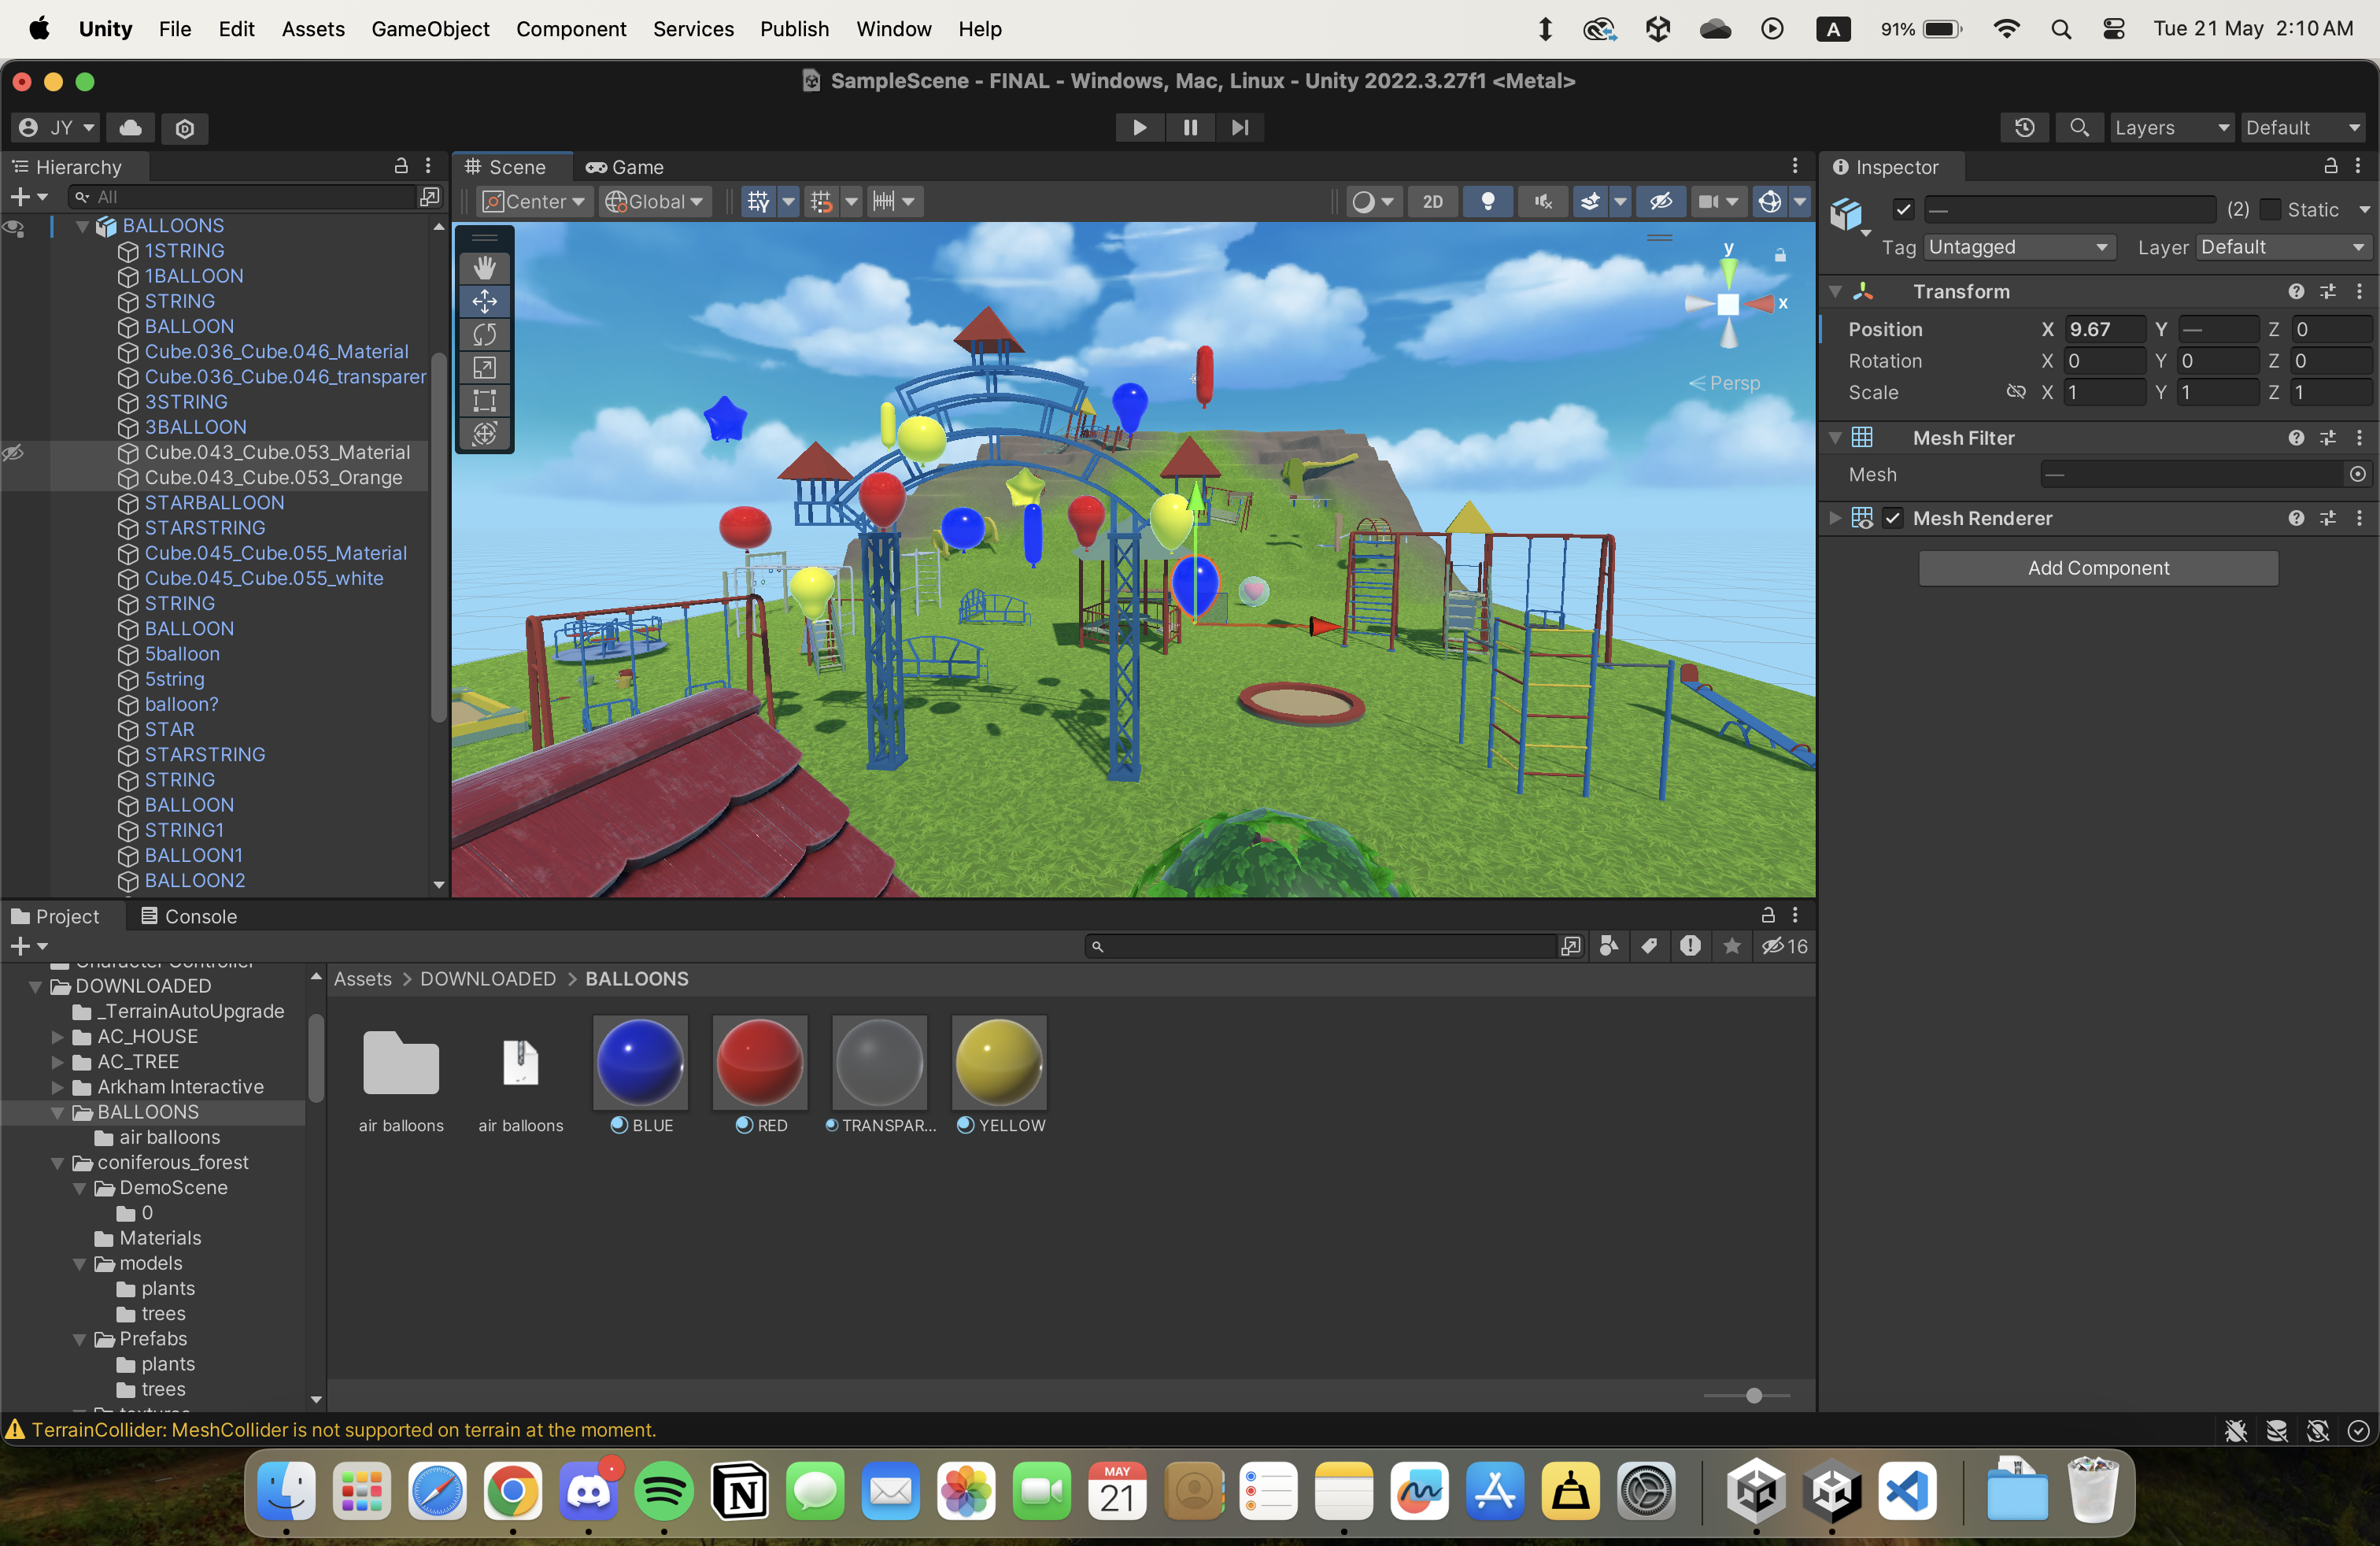 Unity File Edit Assets GameObject Component Services Publish Window Help A 91% Tue 21 May 2:10 AM
SampleScene - FINAL - Windows, Mac, Linux - Unity 2022.3.27f1 <Metal>
JY Layers Default
Hierarchy
All
BALLOONS
1STRING
1BALLOON
STRING
BALLOON
Cube.036_Cube.046_Material
Cube.036_Cube.046_transparer
3STRING
3BALLOON
Cube.043_Cube.053_Material
Cube.043_Cube.053_Orange
STARBALLOON
STARSTRING
Cube.045_Cube.055_Material
Cube.045_Cube.055_white
STRING
BALLOON
5balloon
5string
balloon?
STAR
STARSTRING
STRING
BALLOON
STRING1
BALLOON1
BALLOON2
Scene Game
Center Global 2D
y
x
Persp
Inspector
— (2) Static
Tag Untagged Layer Default
Transform
Position X 9.67 Y — Z 0
Rotation X 0 Y 0 Z 0
Scale X 1 Y 1 Z 1
Mesh Filter
Mesh —
Mesh Renderer
Add Component
Project Console
16
DOWNLOADED
_TerrainAutoUpgrade
AC_HOUSE
AC_TREE
Arkham Interactive
BALLOONS
air balloons
coniferous_forest
DemoScene
0
Materials
models
plants
trees
Prefabs
plants
trees
Assets > DOWNLOADED > BALLOONS
air balloons air balloons BLUE RED TRANSPAR... YELLOW
TerrainCollider: MeshCollider is not supported on terrain at the moment.
MAY
21